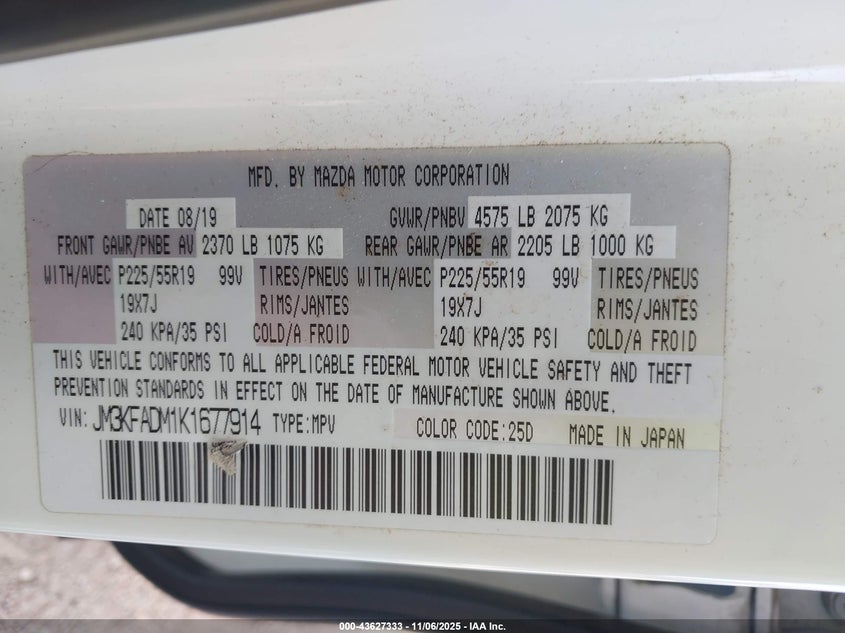 MFD. BY MAZDA MOTOR CORPORATION
DATE 08/19 GVWR/PNBV 4575 LB 2075 KG
FRONT GAWR/PNBE AV 2370 LB 1075 KG REAR GAWR/PNBE AR 2205 LB 1000 KG
WITH/AVEC P225/55R19 99V TIRES/PNEUS WITH/AVEC P225/55R19 99V TIRES/PNEUS
19X7J RIMS/JANTES 19X7J RIMS/JANTES
240 KPA/35 PSI COLD/A FROID 240 KPA/35 PSI COLD/A FROID
THIS VEHICLE CONFORMS TO ALL APPLICABLE FEDERAL MOTOR VEHICLE SAFETY AND THEFT
PREVENTION STANDARDS IN EFFECT ON THE DATE OF MANUFACTURE SHOWN ABOVE.
VIN: JM3KFADM1K1677914 TYPE:MPV COLOR CODE:25D MADE IN JAPAN
000-43627333 - 11/06/2025 - IAA Inc.